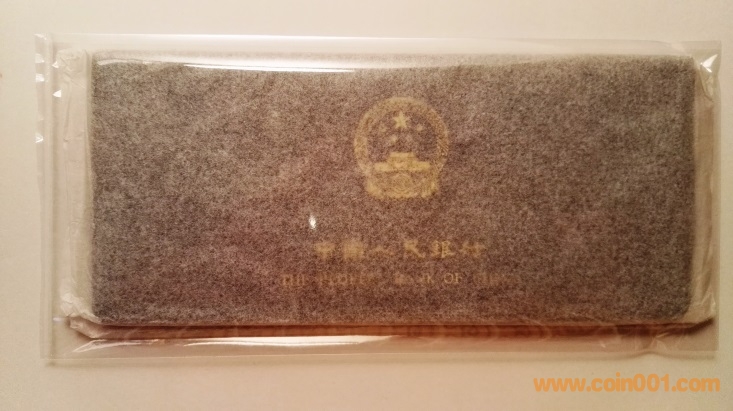 中国人民银行
THE PEOPLE'S BANK OF CHINA
www.coin001.com